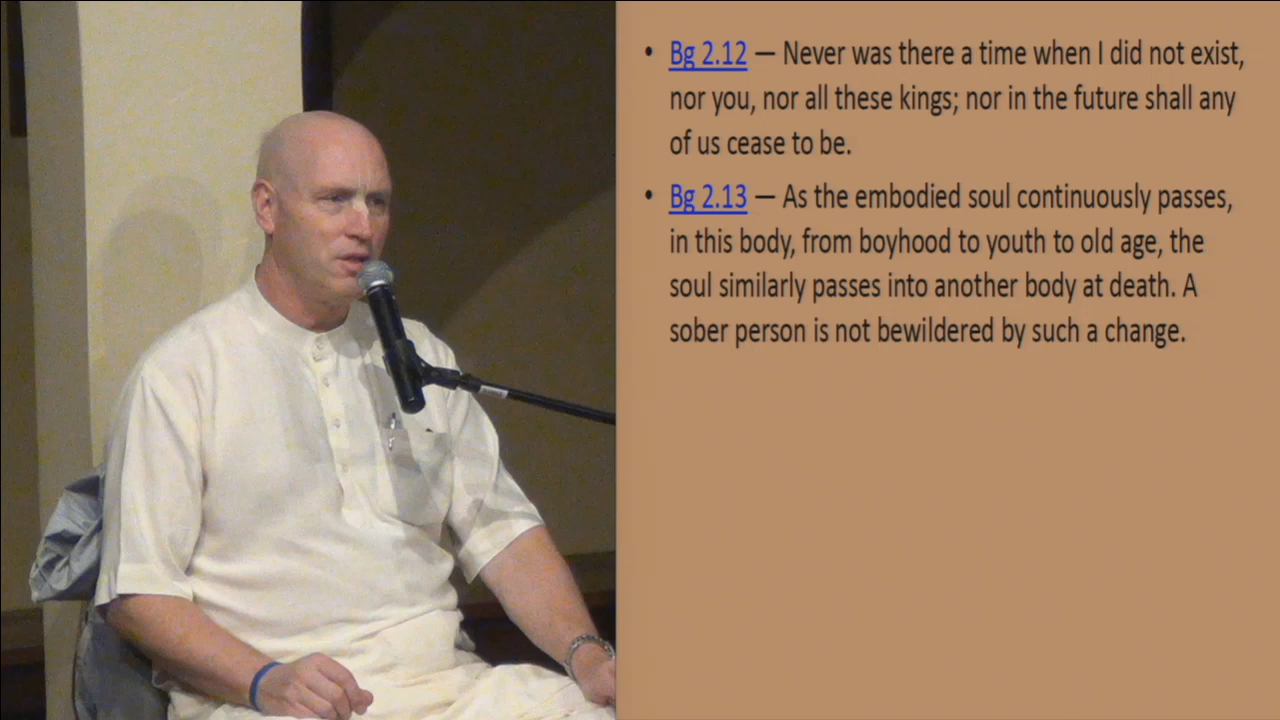 • Bg 2.12 — Never was there a time when I did not exist,
nor you, nor all these kings; nor in the future shall any
of us cease to be.
• Bg 2.13 — As the embodied soul continuously passes,
in this body, from boyhood to youth to old age, the
soul similarly passes into another body at death. A
sober person is not bewildered by such a change.